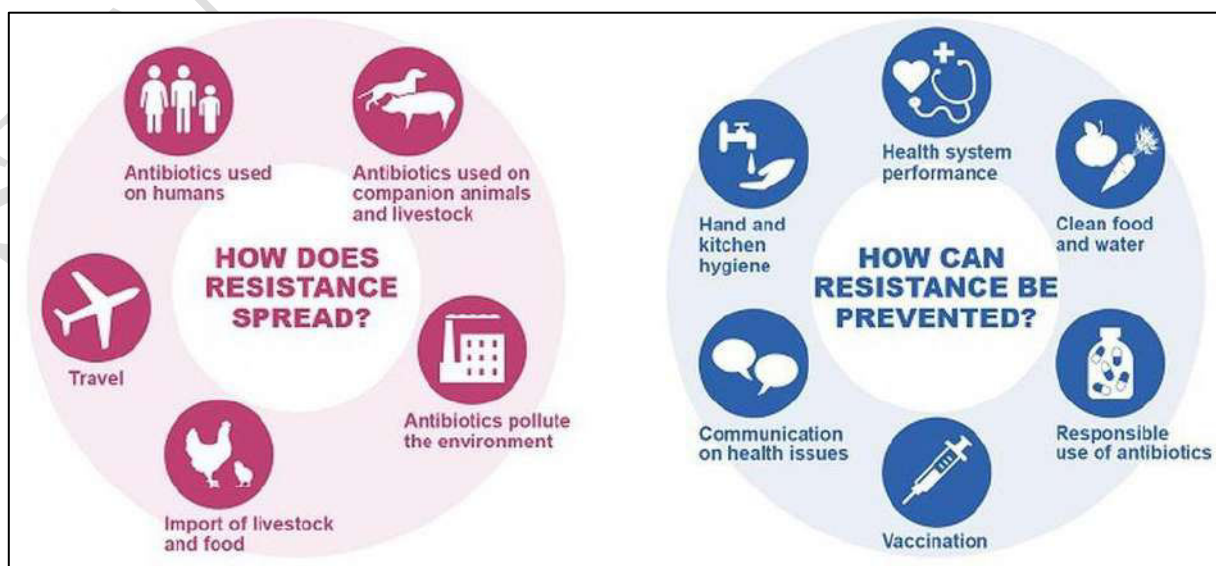 HOW DOES
RESISTANCE
SPREAD?
Antibiotics used
on humans
Antibiotics used on
companion animals
and livestock
Antibiotics pollute
the environment
Import of livestock
and food
Travel
HOW CAN
RESISTANCE BE
PREVENTED?
Health system
performance
Clean food
and water
Responsible
use of antibiotics
Vaccination
Communication
on health issues
Hand and
kitchen
hygiene